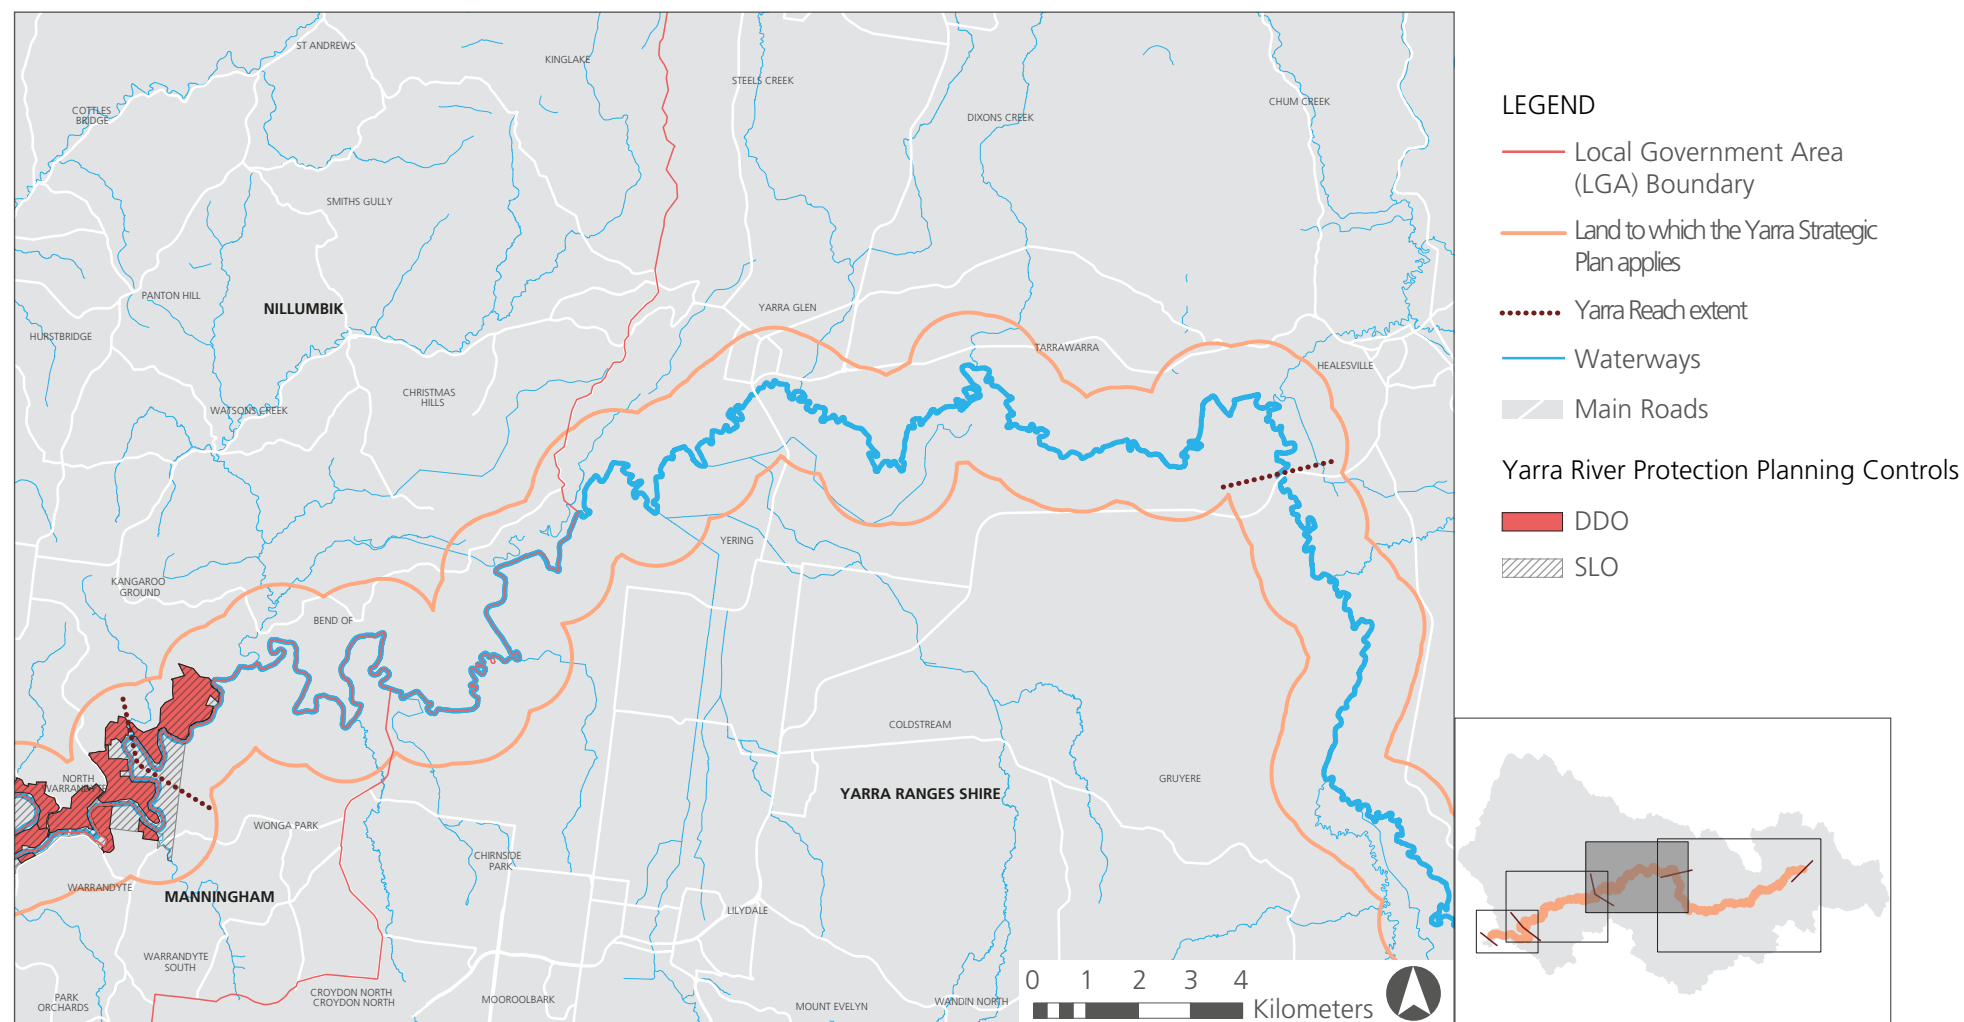 ST ANDREWS
KINGLAKE
STEELS CREEK
CHUM CREEK
COTTLES
BRIDGE
DIXONS CREEK
SMITHS GULLY
PANTON HILL
NILLUMBIK
YARRA GLEN
HURSTBRIDGE
TARRAWARRA
HEALESVILLE
CHRISTMAS
HILLS
WATSONS CREEK
YERING
KANGAROO
GROUND
BEND OF
COLDSTREAM
NORTH
WARRANDYTE
GRUYERE
YARRA RANGES SHIRE
WONGA PARK
CHIRNSIDE
PARK
WARRANDYTE
MANNINGHAM
LILYDALE
WARRANDYTE
SOUTH
PARK
ORCHARDS
CROYDON NORTH
CROYDON NORTH
MOOROOLBARK
MOUNT EVELYN
WANDIN NORTH
0 1 2 3 4
Kilometers
LEGEND
Local Government Area
(LGA) Boundary
Land to which the Yarra Strategic
Plan applies
Yarra Reach extent
Waterways
Main Roads
Yarra River Protection Planning Controls
DDO
SLO